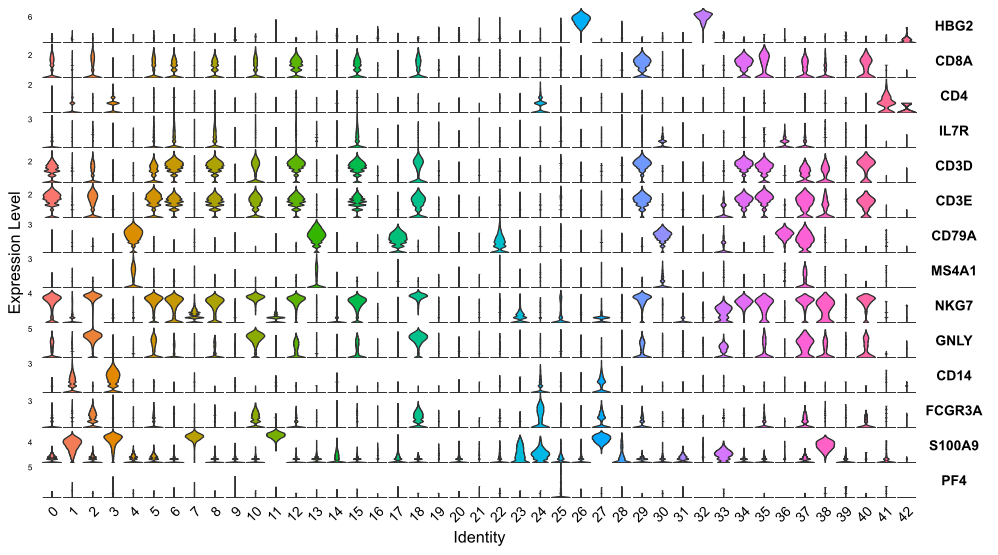 6 HBG2
2 CD8A
2 CD4
3 IL7R
2 CD3D
2 CD3E
3 CD79A
3 MS4A1
4 NKG7
5 GNLY
3 CD14
3 FCGR3A
4 S100A9
5 PF4
Expression Level
0 1 2 3 4 5 6 7 9 8 9 10 11 12 13 16 14 15 16 17 18 19 20 21 22 23 24 25 26 27 28 29 30 31 32 33 34 35 36 37 38 39 40 41 42
Identity